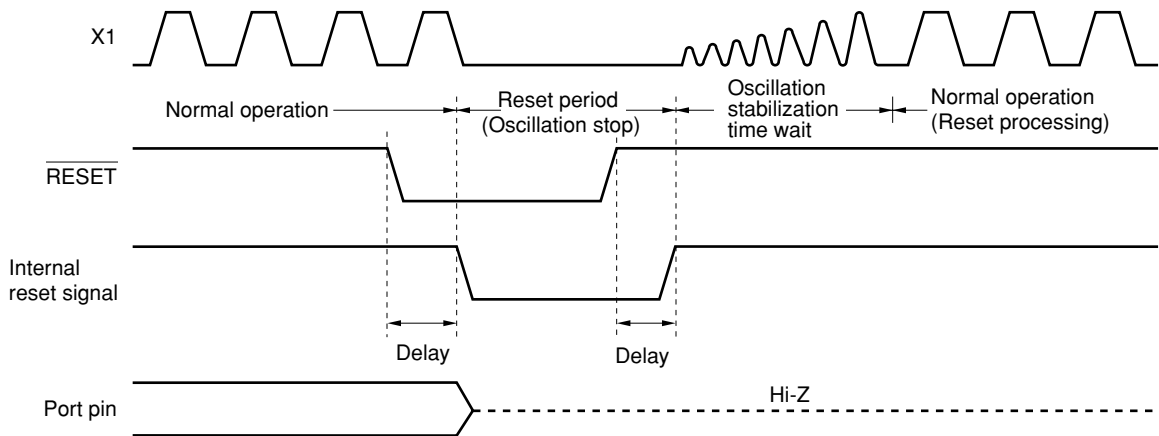 X1
Normal operation
Reset period
(Oscillation stop)
Oscillation
stabilization
time wait
Normal operation
(Reset processing)
RESET
Internal
reset signal
Delay
Delay
Port pin
Hi-Z